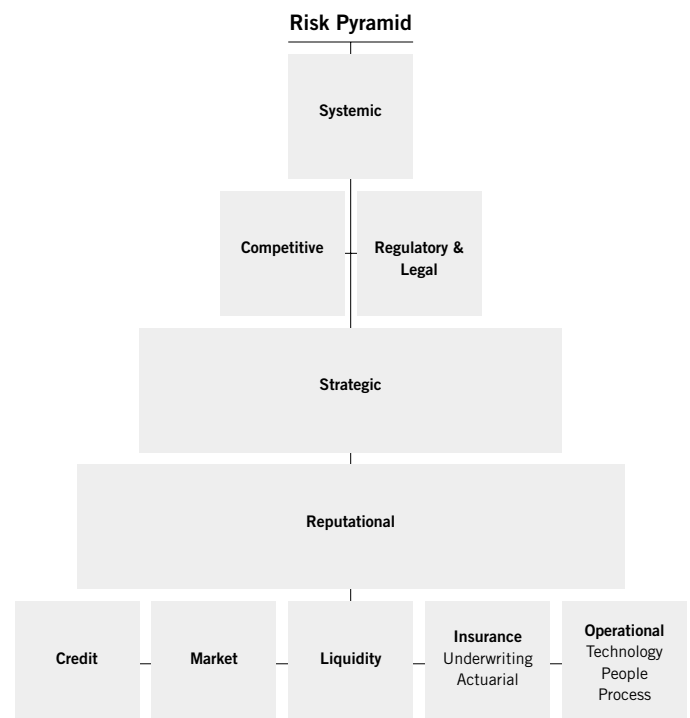 Risk Pyramid
Systemic
Competitive
Regulatory &
Legal
Strategic
Reputational
Credit
Market
Liquidity
Insurance
Underwriting
Actuarial
Operational
Technology
People
Process